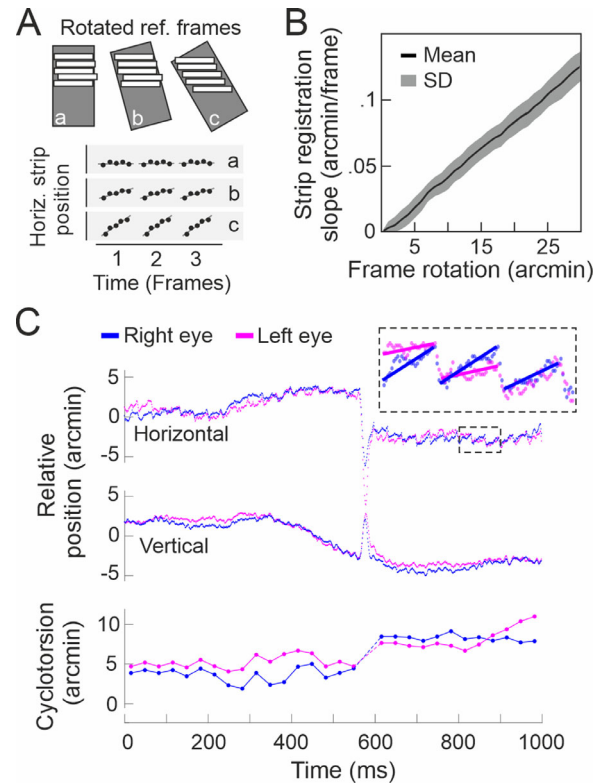 A
Rotated ref. frames
a
b
c
Horiz. strip
position
a
b
c
1 2 3
Time (Frames)
B
Strip registration
slope (arcmin/frame)
.1
.05
0
Mean
SD
5 15 25
Frame rotation (arcmin)
C
Right eye Left eye
Relative
position (arcmin)
5
0
-5
Horizontal
5
0
-5
Vertical
Cyclotorsion
(arcmin)
10
5
0
0 200 400 600 800 1000
Time (ms)